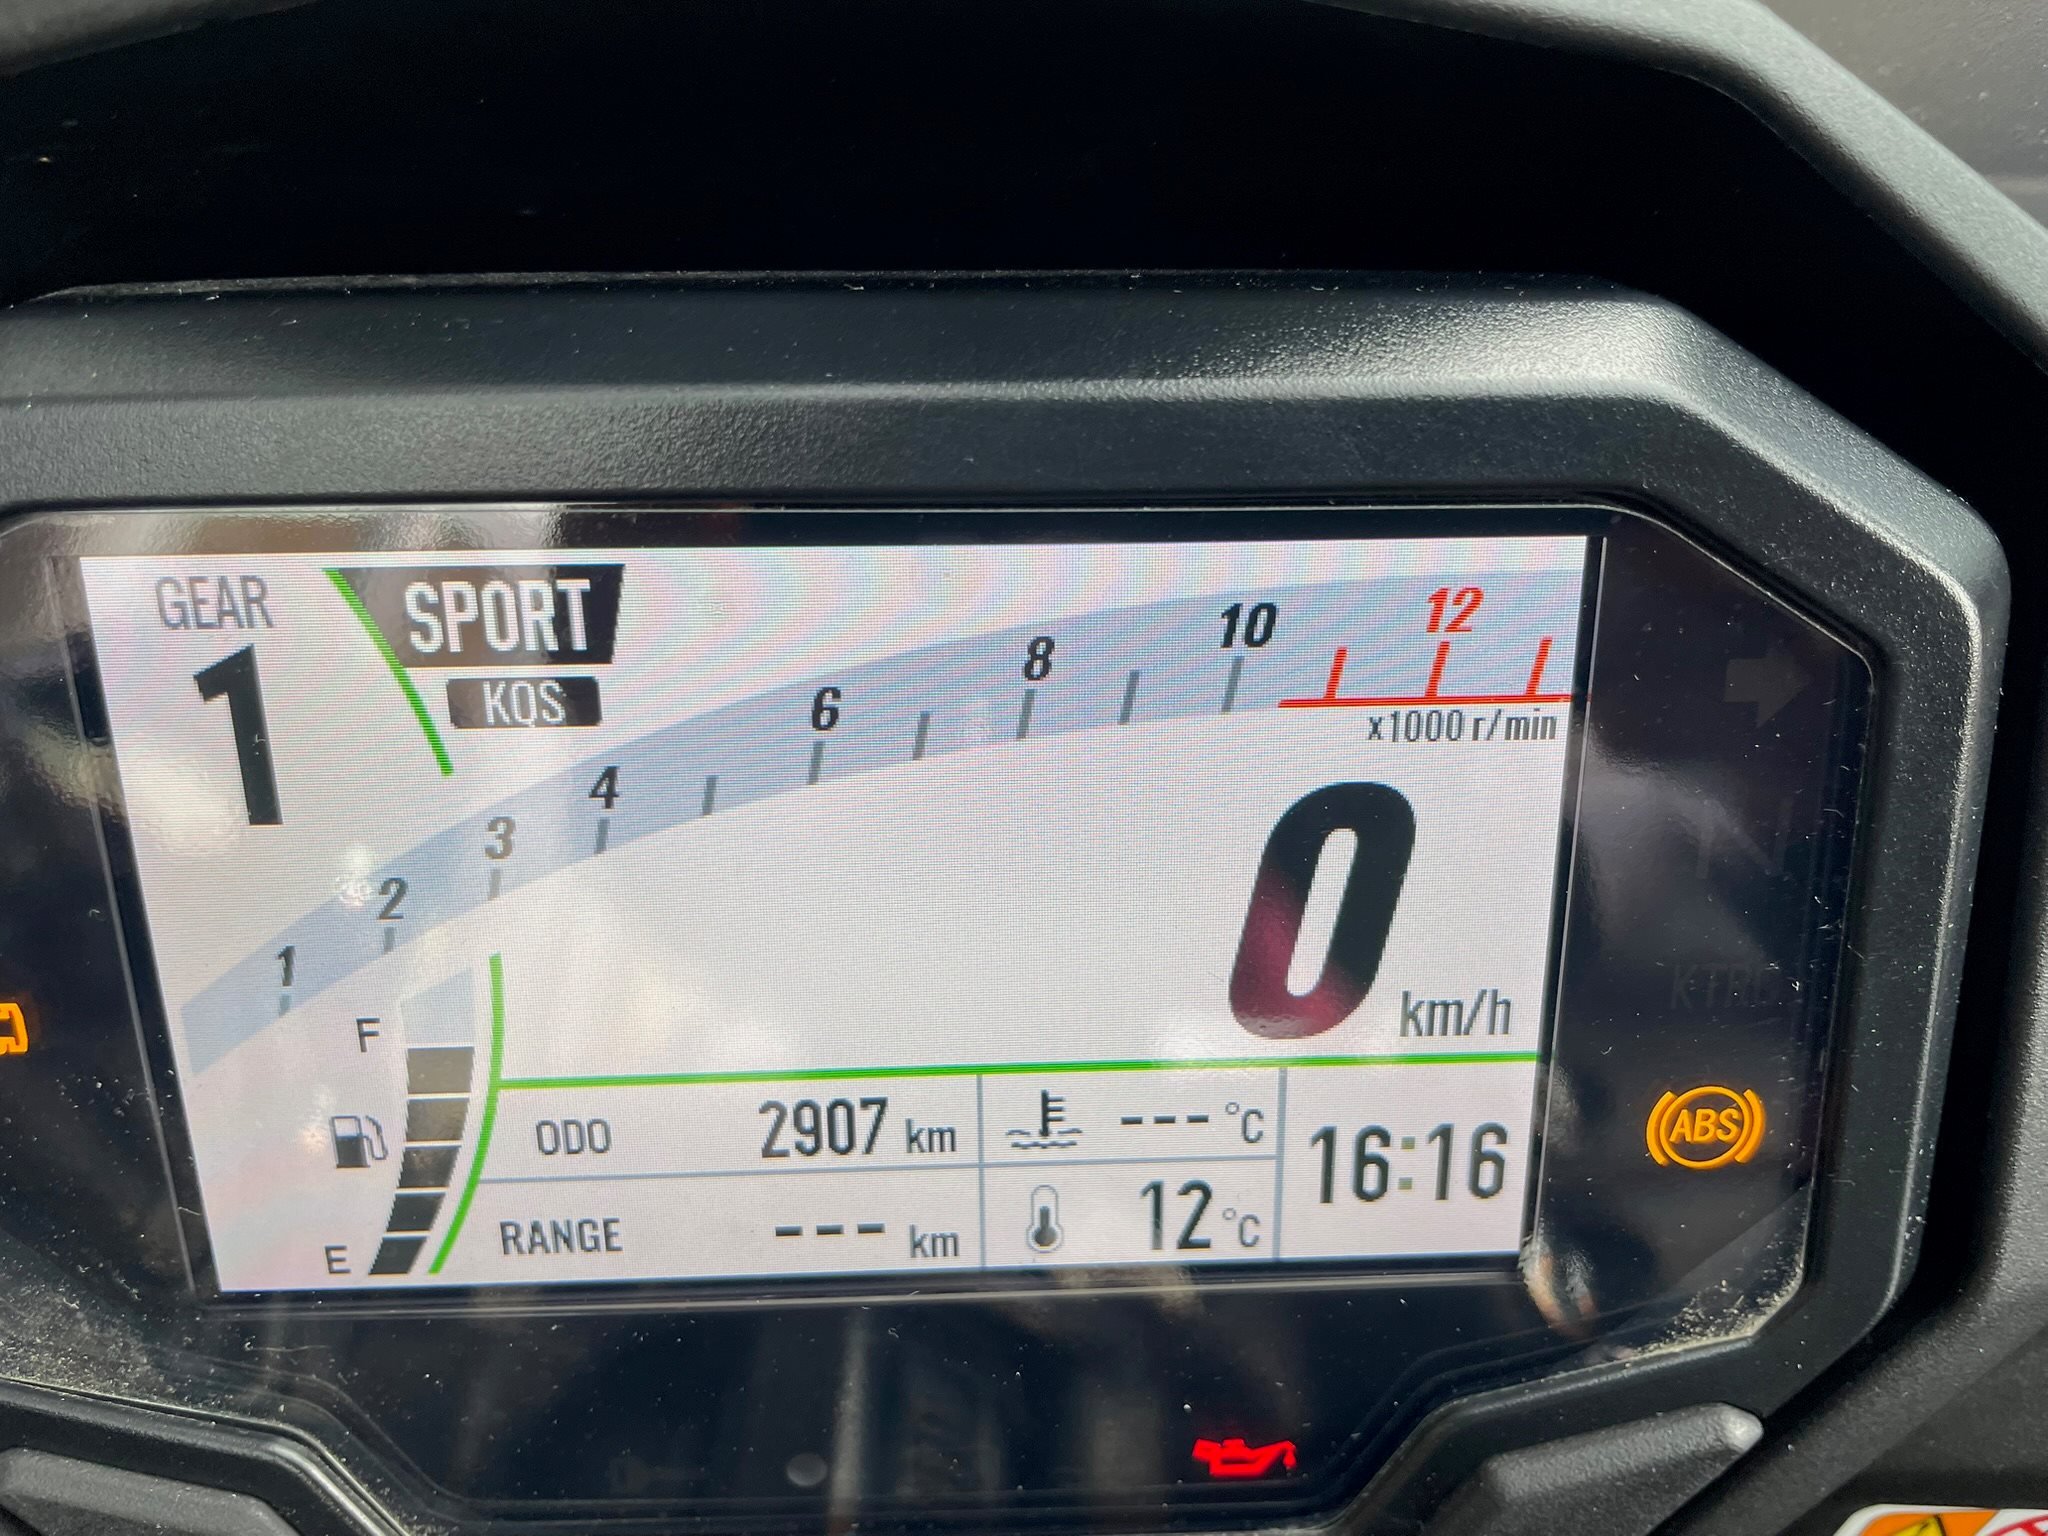 GEAR
1
SPORT
KQS
1
2
3
4
6
8
10
12
x1000 r/min
0
km/h
F
E
ODO 2907 km
RANGE --- km
--- °C
12 °C
16:16
N
KTRC
ABS